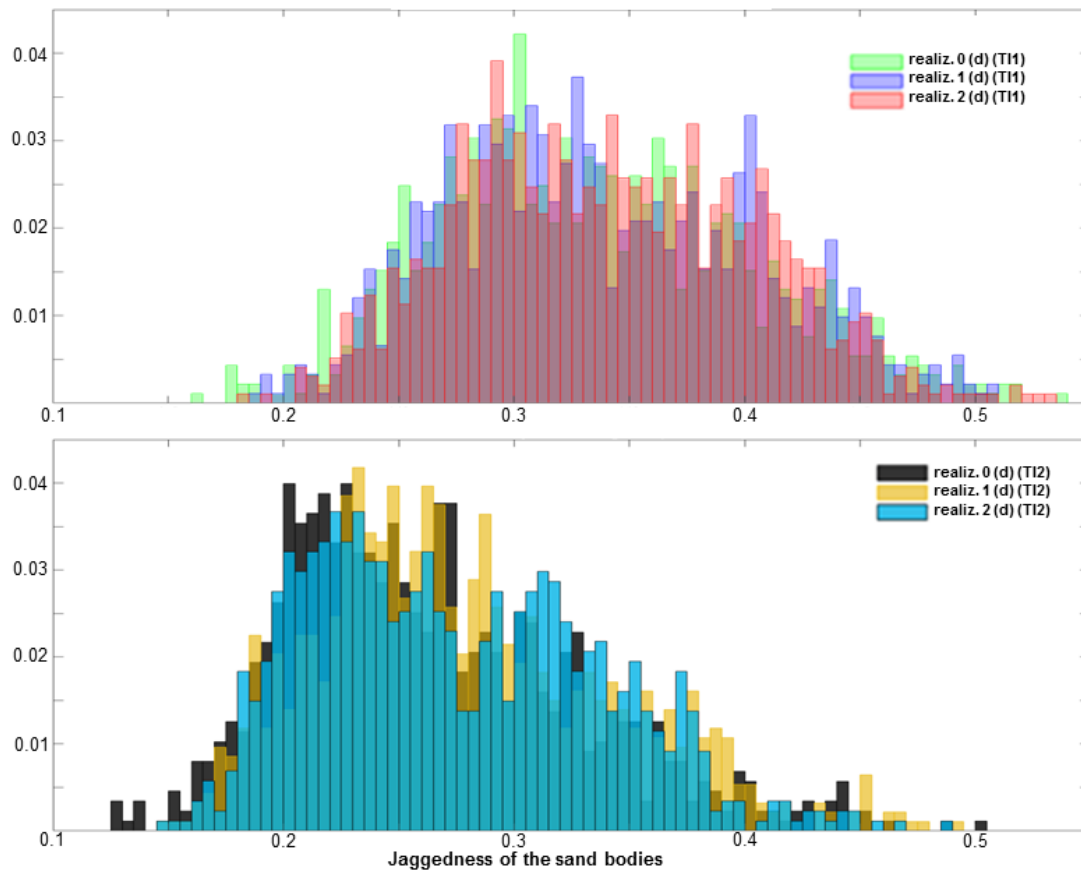 0.04
0.03
0.02
0.01
realiz. 0 (d) (TI1)
realiz. 1 (d) (TI1)
realiz. 2 (d) (TI1)
0.1 0.2 0.3 0.4 0.5
0.04
0.03
0.02
0.01
realiz. 0 (d) (TI2)
realiz. 1 (d) (TI2)
realiz. 2 (d) (TI2)
0.1 0.2 0.3 0.4 0.5
Jaggedness of the sand bodies